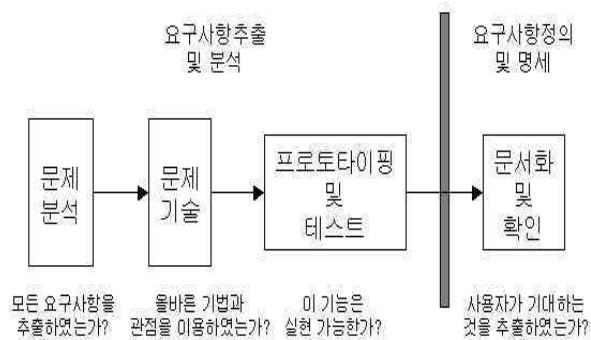 요구사항추출
및 분석
요구사항정의
및 명세
문제
분석
문제
기술
프로토타이핑
및
테스트
문서화
및
확인
모든 요구사항을
추출하였는가?
올바른 기법과
관점을 이용하였는가?
이 기능은
실현 가능한가?
사용자가 기대하는
것을 추출하였는가?